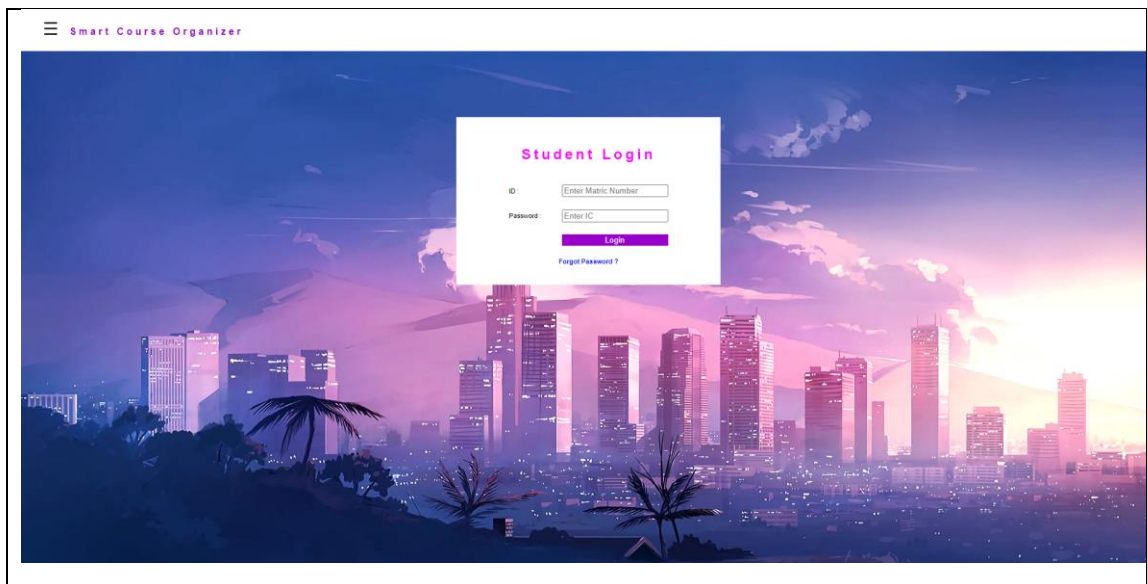 ☰ Smart Course Organizer
Student Login
ID : Enter Matric Number
Password : Enter IC
Login
Forgot Password ?